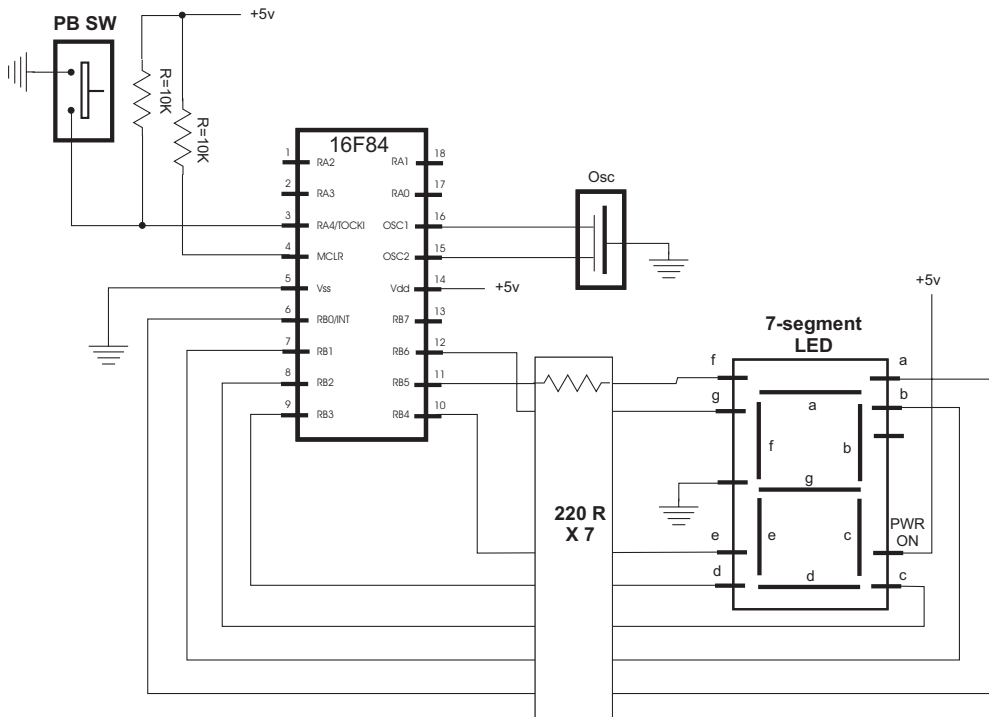 PB SW
+5v
R=10K
R=10K
16F84
1 RA2 RA1 18
2 RA3 RA0 17
3 RA4/TOCKI OSC1 16
4 MCLR OSC2 15
5 Vss Vdd 14
+5v
6 RB0/INT RB7 13
7 RB1 RB6 12
8 RB2 RB5 11
9 RB3 RB4 10
Osc
220 R
X 7
+5v
7-segment
LED
f a
g b
a
f b
g
PWR
ON
e e c
d d c